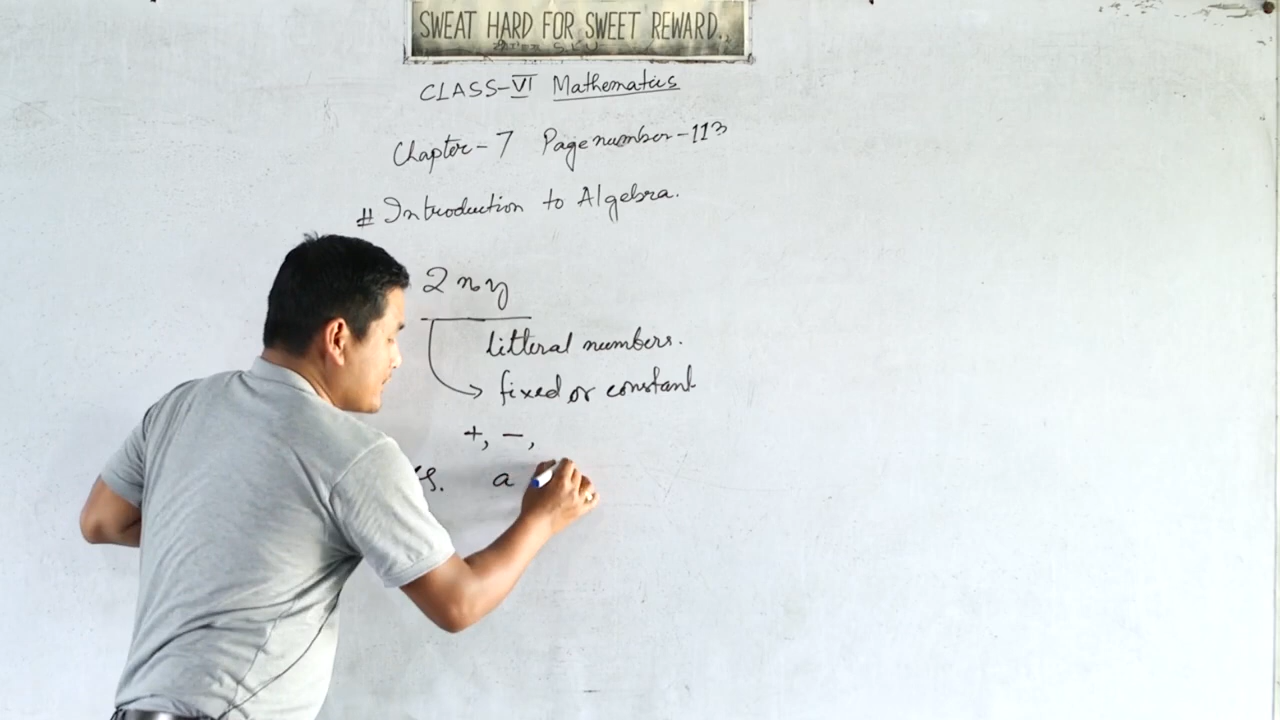 SWEAT HARD FOR SWEET REWARD.
CLASS-VI Mathematics
Chapter-7 Page number-113
# Introduction to Algebra.
2xy
litteral numbers.
fixed or constant
+, -,
a